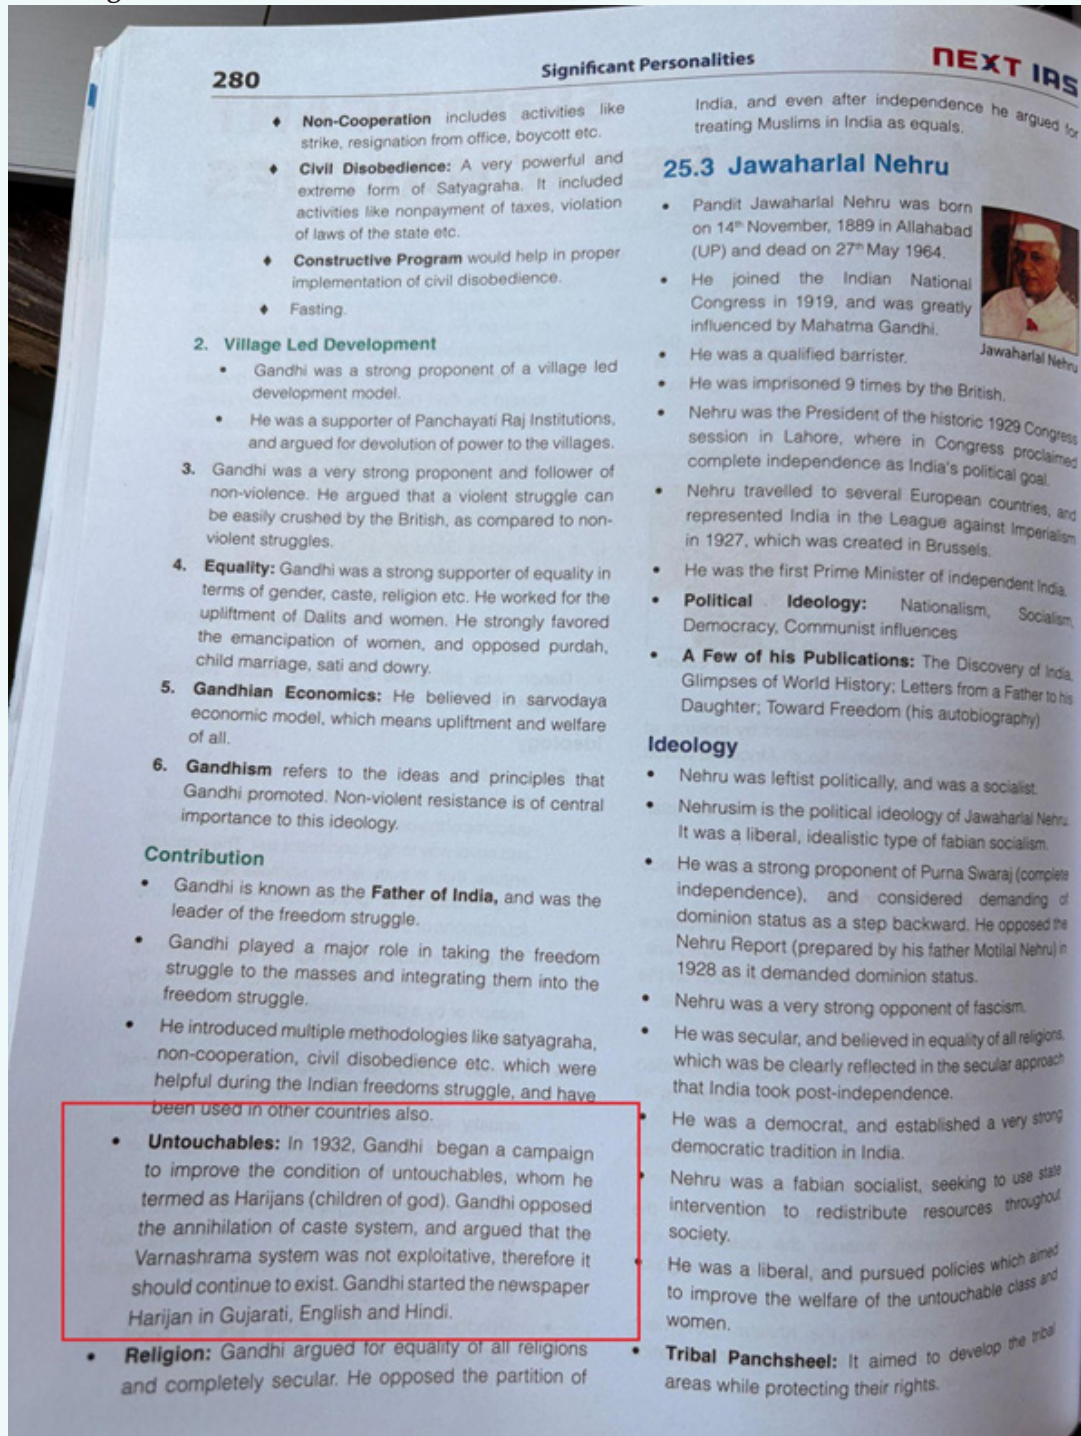 280
Significant Personalities
NEXT IAS
♦ Non-Cooperation includes activities like
strike, resignation from office, boycott etc.
♦ Civil Disobedience: A very powerful and
extreme form of Satyagraha. It included
activities like nonpayment of taxes, violation
of laws of the state etc.
♦ Constructive Program would help in proper
implementation of civil disobedience.
♦ Fasting.
2. Village Led Development
• Gandhi was a strong proponent of a village led
development model.
• He was a supporter of Panchayati Raj Institutions,
and argued for devolution of power to the villages.
3. Gandhi was a very strong proponent and follower of
non-violence. He argued that a violent struggle can
be easily crushed by the British, as compared to non-
violent struggles.
4. Equality: Gandhi was a strong supporter of equality in
terms of gender, caste, religion etc. He worked for the
upliftment of Dalits and women. He strongly favored
the emancipation of women, and opposed purdah,
child marriage, sati and dowry.
5. Gandhian Economics: He believed in sarvodaya
economic model, which means upliftment and welfare
of all.
6. Gandhism refers to the ideas and principles that
Gandhi promoted. Non-violent resistance is of central
importance to this ideology.
Contribution
• Gandhi is known as the Father of India, and was the
leader of the freedom struggle.
• Gandhi played a major role in taking the freedom
struggle to the masses and integrating them into the
freedom struggle.
• He introduced multiple methodologies like satyagraha,
non-cooperation, civil disobedience etc. which were
helpful during the Indian freedoms struggle, and have
been used in other countries also.
• Untouchables: In 1932, Gandhi began a campaign
to improve the condition of untouchables, whom he
termed as Harijans (children of god). Gandhi opposed
the annihilation of caste system, and argued that the
Varnashrama system was not exploitative, therefore it
should continue to exist. Gandhi started the newspaper
Harijan in Gujarati, English and Hindi.
• Religion: Gandhi argued for equality of all religions
and completely secular. He opposed the partition of
India, and even after independence he argued for
treating Muslims in India as equals.
25.3 Jawaharlal Nehru
• Pandit Jawaharlal Nehru was born
on 14th November, 1889 in Allahabad
(UP) and dead on 27th May 1964.
• He joined the Indian National
Congress in 1919, and was greatly
influenced by Mahatma Gandhi.
Jawaharlal Nehru
• He was a qualified barrister.
• He was imprisoned 9 times by the British.
• Nehru was the President of the historic 1929 Congress
session in Lahore, where in Congress proclaimed
complete independence as India's political goal.
• Nehru travelled to several European countries, and
represented India in the League against Imperialism
in 1927, which was created in Brussels.
• He was the first Prime Minister of independent India.
• Political Ideology: Nationalism, Socialism,
Democracy, Communist influences
• A Few of his Publications: The Discovery of India,
Glimpses of World History; Letters from a Father to his
Daughter; Toward Freedom (his autobiography)
Ideology
• Nehru was leftist politically, and was a socialist.
• Nehrusim is the political ideology of Jawaharlal Nehru.
It was a liberal, idealistic type of fabian socialism.
• He was a strong proponent of Purna Swaraj (complete
independence), and considered demanding of
dominion status as a step backward. He opposed the
Nehru Report (prepared by his father Motilal Nehru) in
1928 as it demanded dominion status.
• Nehru was a very strong opponent of fascism.
• He was secular, and believed in equality of all religions,
which was be clearly reflected in the secular approach
that India took post-independence.
• He was a democrat, and established a very strong
democratic tradition in India.
• Nehru was a fabian socialist, seeking to use state
intervention to redistribute resources throughout
society.
• He was a liberal, and pursued policies which aimed
to improve the welfare of the untouchable class and
women.
• Tribal Panchsheel: It aimed to develop the tribal
areas while protecting their rights.